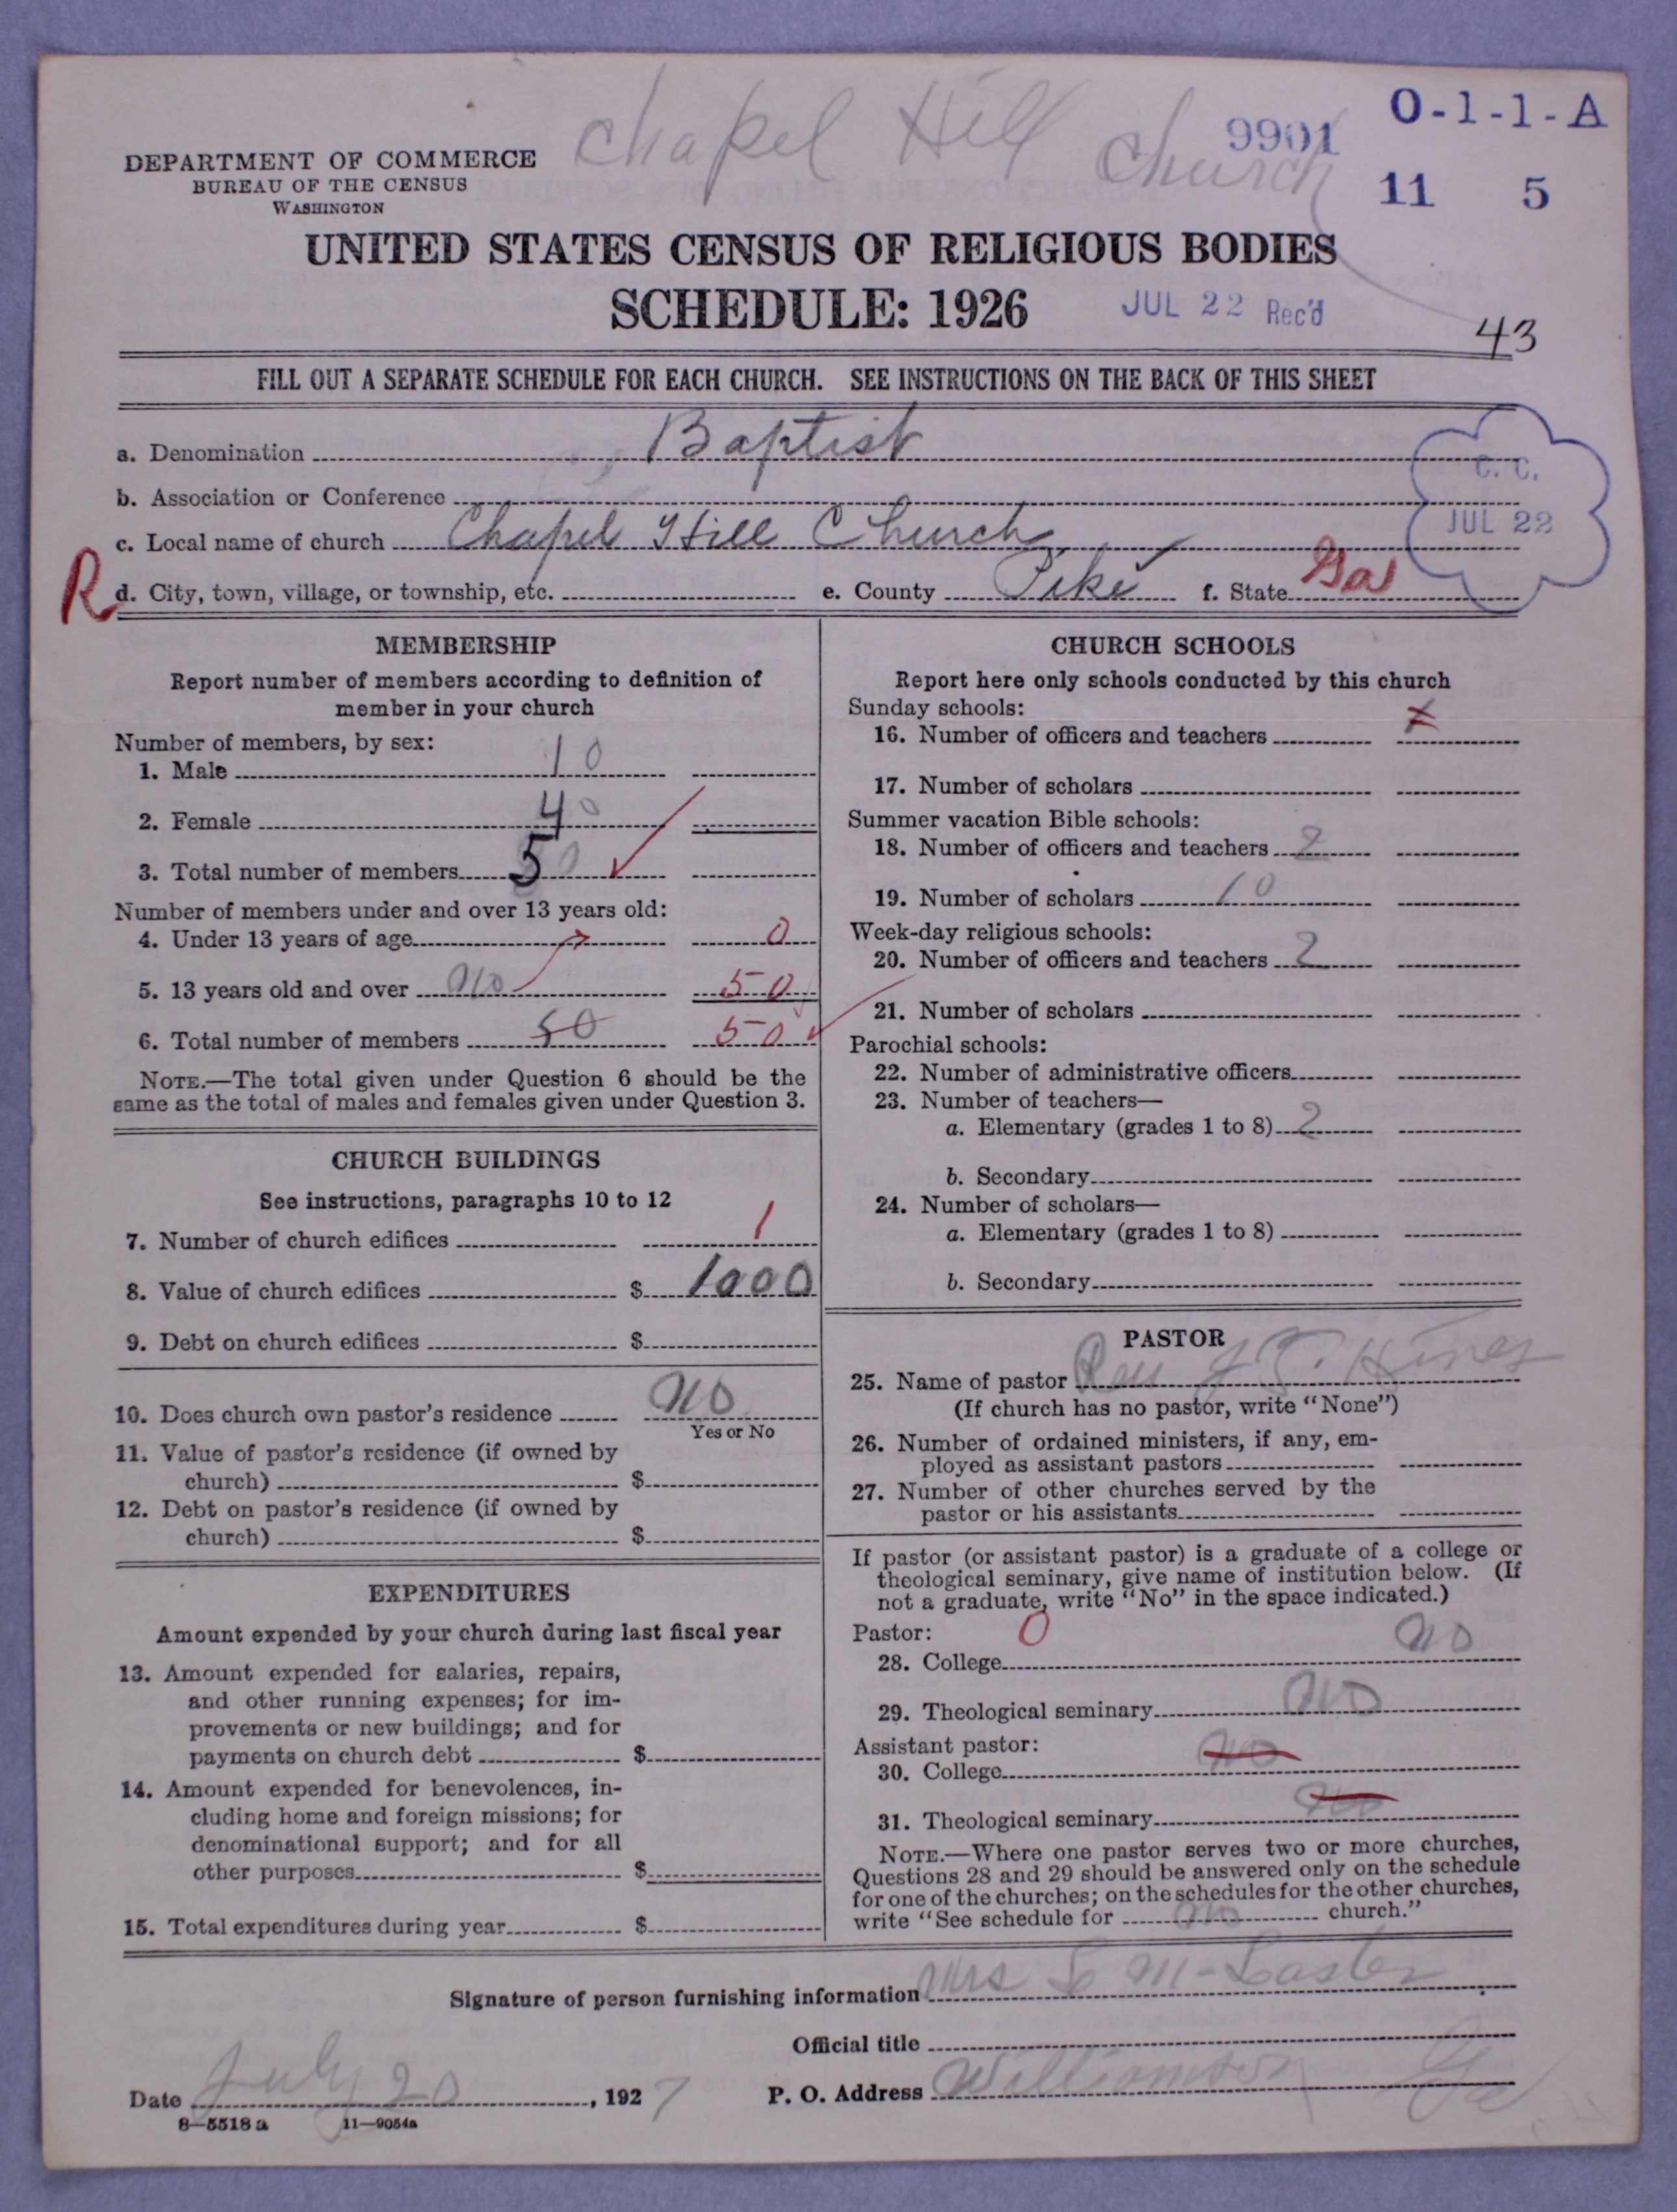 Chapel Hill Church
9901
O-1-1-A
11 5
DEPARTMENT OF COMMERCE
BUREAU OF THE CENSUS
WASHINGTON
UNITED STATES CENSUS OF RELIGIOUS BODIES
SCHEDULE: 1926
JUL 22 Rec'd
43
FILL OUT A SEPARATE SCHEDULE FOR EACH CHURCH. SEE INSTRUCTIONS ON THE BACK OF THIS SHEET
a. Denomination Baptist
b. Association or Conference
c. Local name of church Chapel Hill Church
C. C.
JUL 22
R
d. City, town, village, or township, etc. e. County Pike f. State Ga
MEMBERSHIP
Report number of members according to definition of
member in your church
Number of members, by sex:
1. Male 10
2. Female 40
3. Total number of members 50
Number of members under and over 13 years old:
4. Under 13 years of age 0
5. 13 years old and over no 50
6. Total number of members 50 50
NOTE.—The total given under Question 6 should be the
same as the total of males and females given under Question 3.
CHURCH BUILDINGS
See instructions, paragraphs 10 to 12
7. Number of church edifices 1
8. Value of church edifices $ 1000
9. Debt on church edifices $
10. Does church own pastor's residence no
Yes or No
11. Value of pastor's residence (if owned by
church) $
12. Debt on pastor's residence (if owned by
church) $
EXPENDITURES
Amount expended by your church during last fiscal year
13. Amount expended for salaries, repairs,
and other running expenses; for im-
provements or new buildings; and for
payments on church debt $
14. Amount expended for benevolences, in-
cluding home and foreign missions; for
denominational support; and for all
other purposes $
15. Total expenditures during year $
CHURCH SCHOOLS
Report here only schools conducted by this church
Sunday schools:
16. Number of officers and teachers
17. Number of scholars
Summer vacation Bible schools:
18. Number of officers and teachers 2
19. Number of scholars 10
Week-day religious schools:
20. Number of officers and teachers 2
21. Number of scholars
Parochial schools:
22. Number of administrative officers
23. Number of teachers—
a. Elementary (grades 1 to 8) 2
b. Secondary
24. Number of scholars—
a. Elementary (grades 1 to 8)
b. Secondary
PASTOR
25. Name of pastor Rev Hines
(If church has no pastor, write "None")
26. Number of ordained ministers, if any, em-
ployed as assistant pastors
27. Number of other churches served by the
pastor or his assistants
If pastor (or assistant pastor) is a graduate of a college or
theological seminary, give name of institution below. (If
not a graduate, write "No" in the space indicated.)
Pastor: 0
28. College no
29. Theological seminary no
Assistant pastor:
30. College no
31. Theological seminary no
NOTE.—Where one pastor serves two or more churches,
Questions 28 and 29 should be answered only on the schedule
for one of the churches; on the schedules for the other churches,
write "See schedule for no church."
Signature of person furnishing information Mrs
Official title
Date July 20, 1927 P. O. Address Williamson Ga
8—5518 a 11—9054a